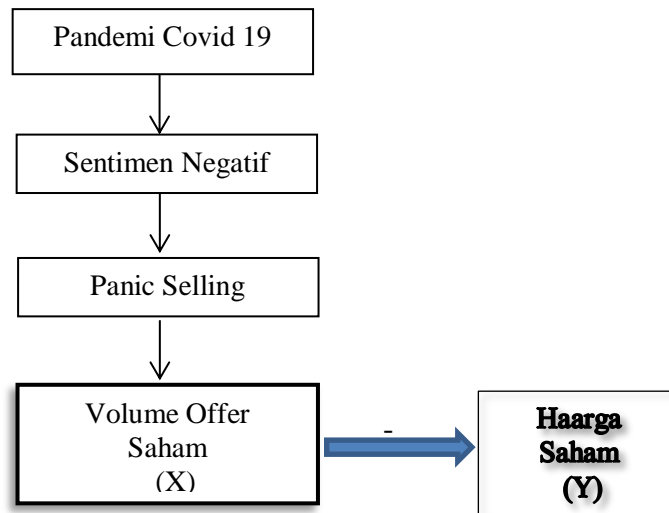 Pandemi Covid 19
Sentimen Negatif
Panic Selling
Volume Offer
Saham
(X)
-
Haarga
Saham
(Y)